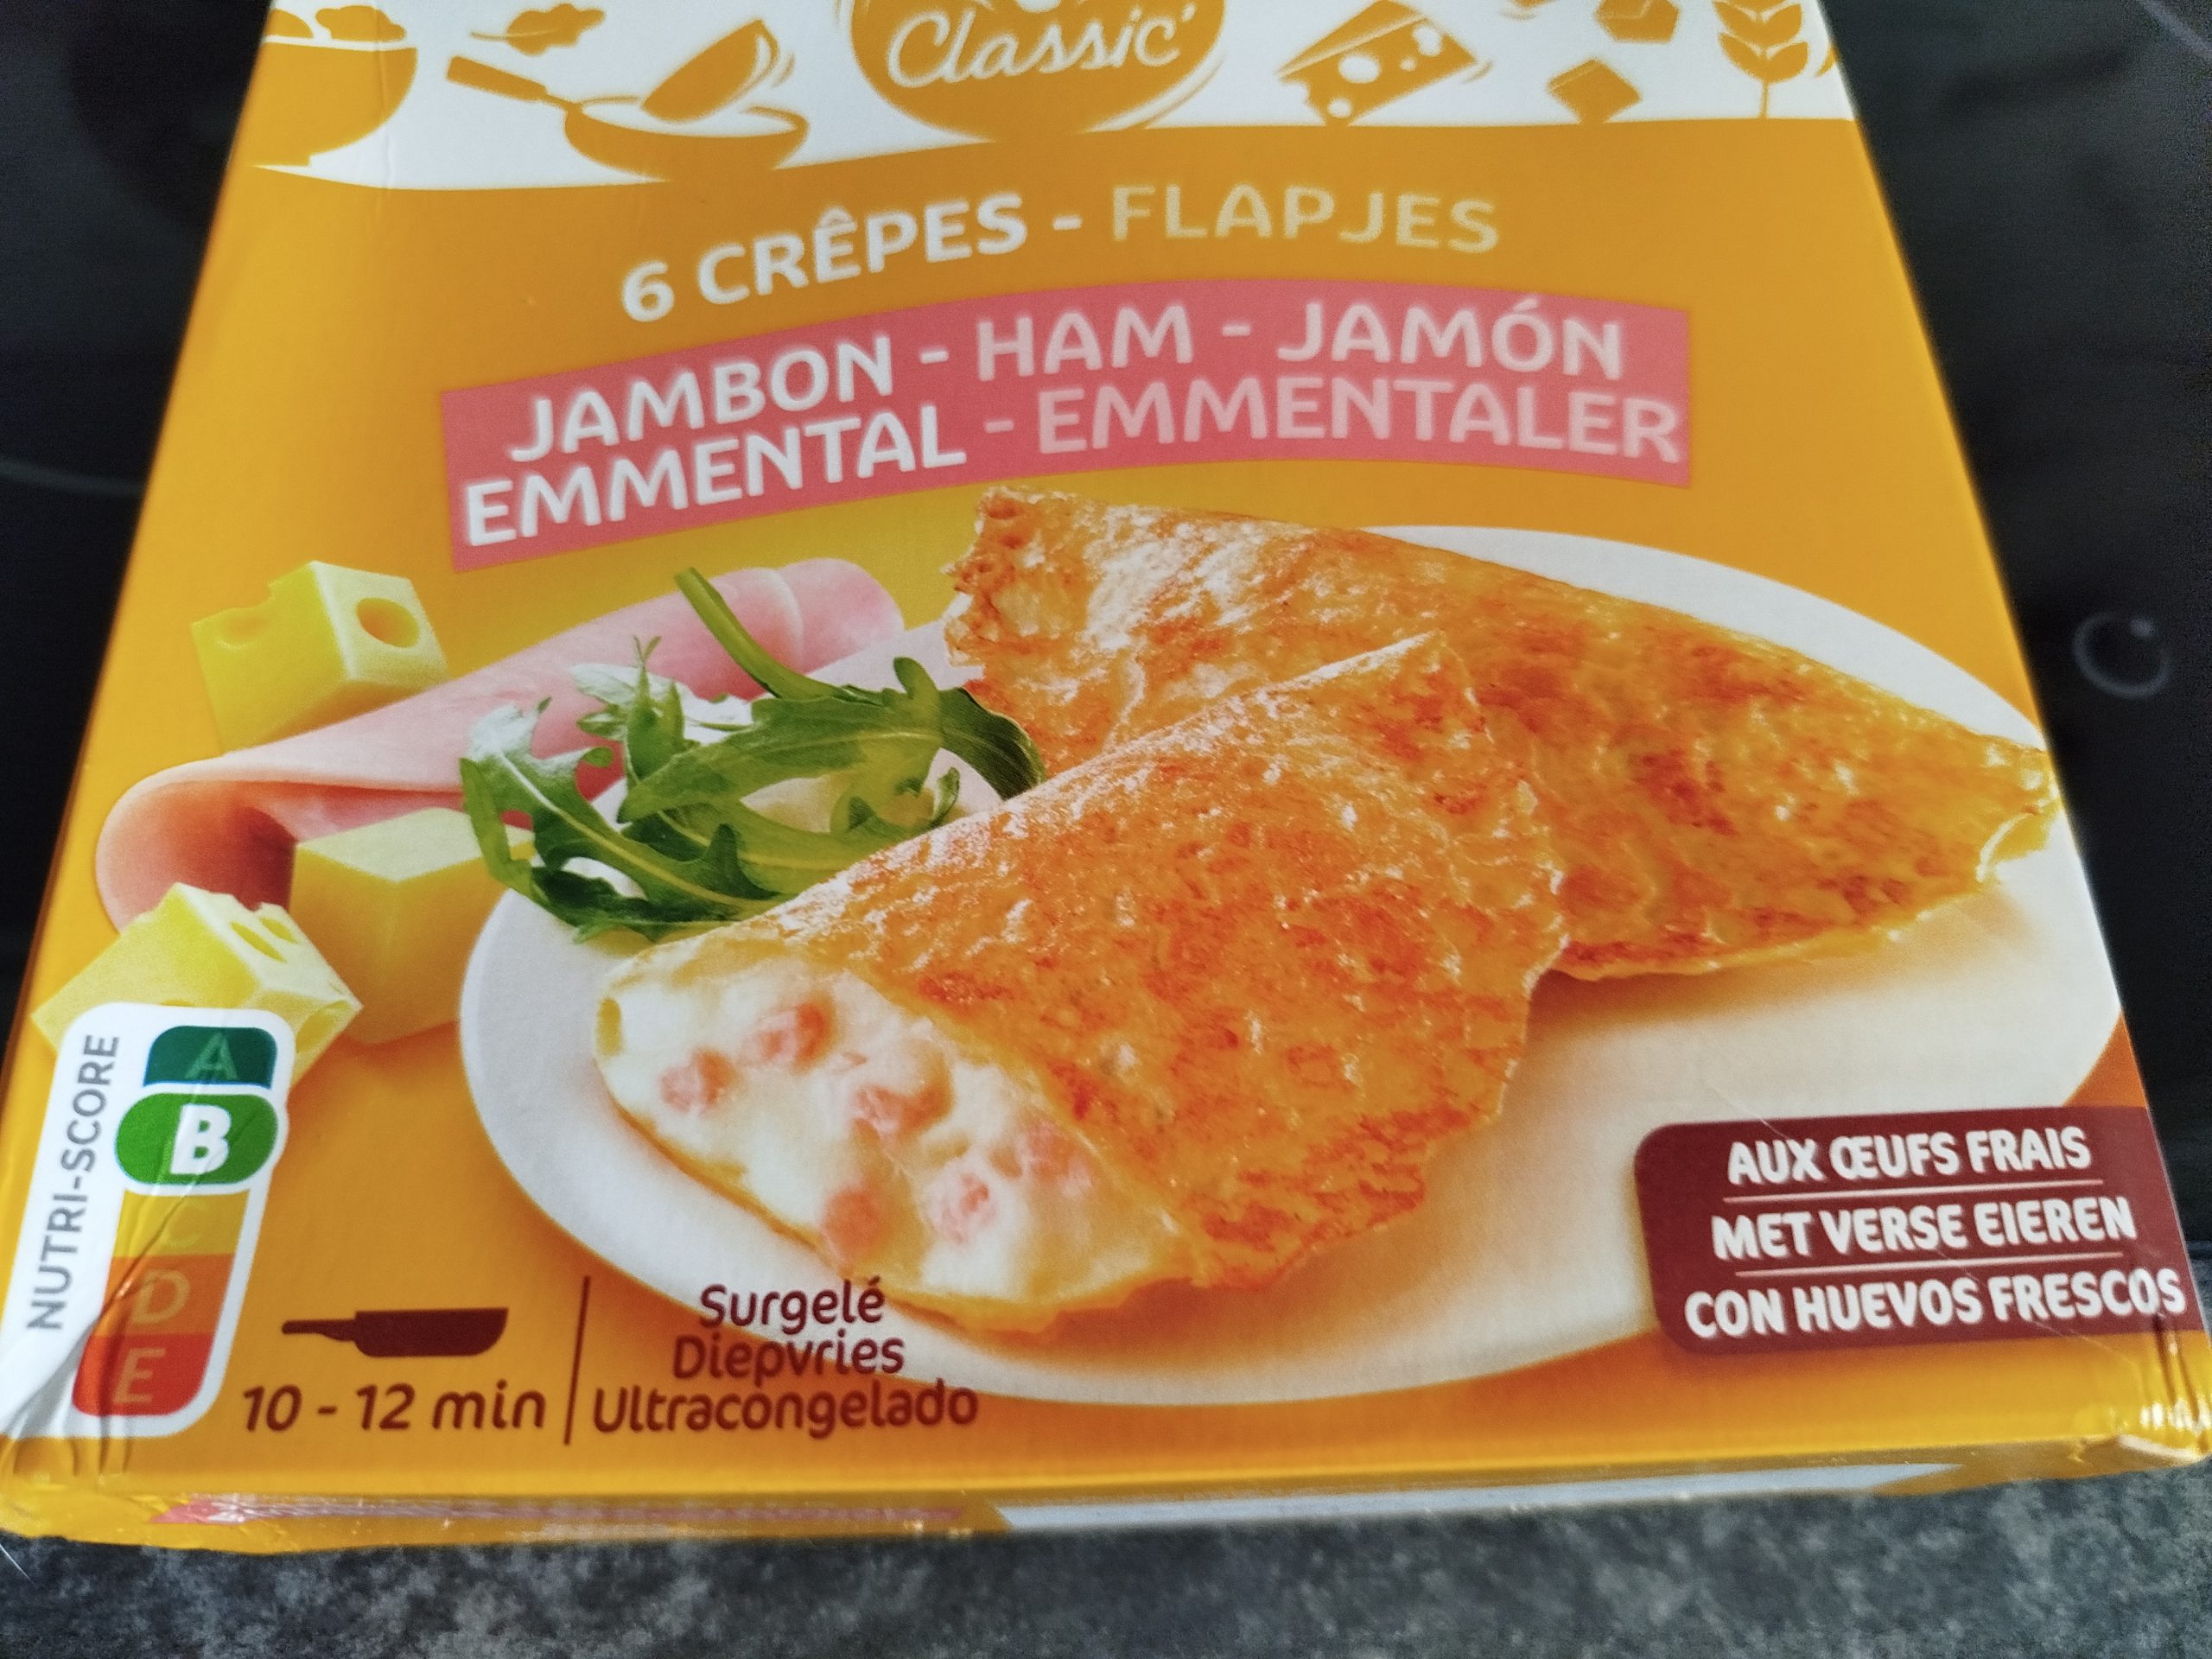 Classic'
6 CRÊPES - FLAPJES
JAMBON - HAM - JAMÓN
EMMENTAL - EMMENTALER
NUTRI-SCORE
A
B
C
D
E
10 - 12 min
Surgelé
Diepvries
Ultracongelado
AUX ŒUFS FRAIS
MET VERSE EIEREN
CON HUEVOS FRESCOS